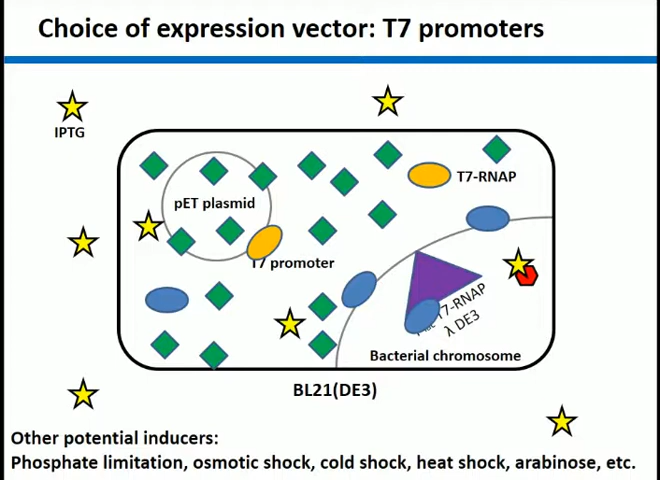 Choice of expression vector: T7 promoters
IPTG
T7-RNAP
pET plasmid
T7 promoter
T7-RNAP
λ DE3
Bacterial chromosome
BL21(DE3)
Other potential inducers:
Phosphate limitation, osmotic shock, cold shock, heat shock, arabinose, etc.